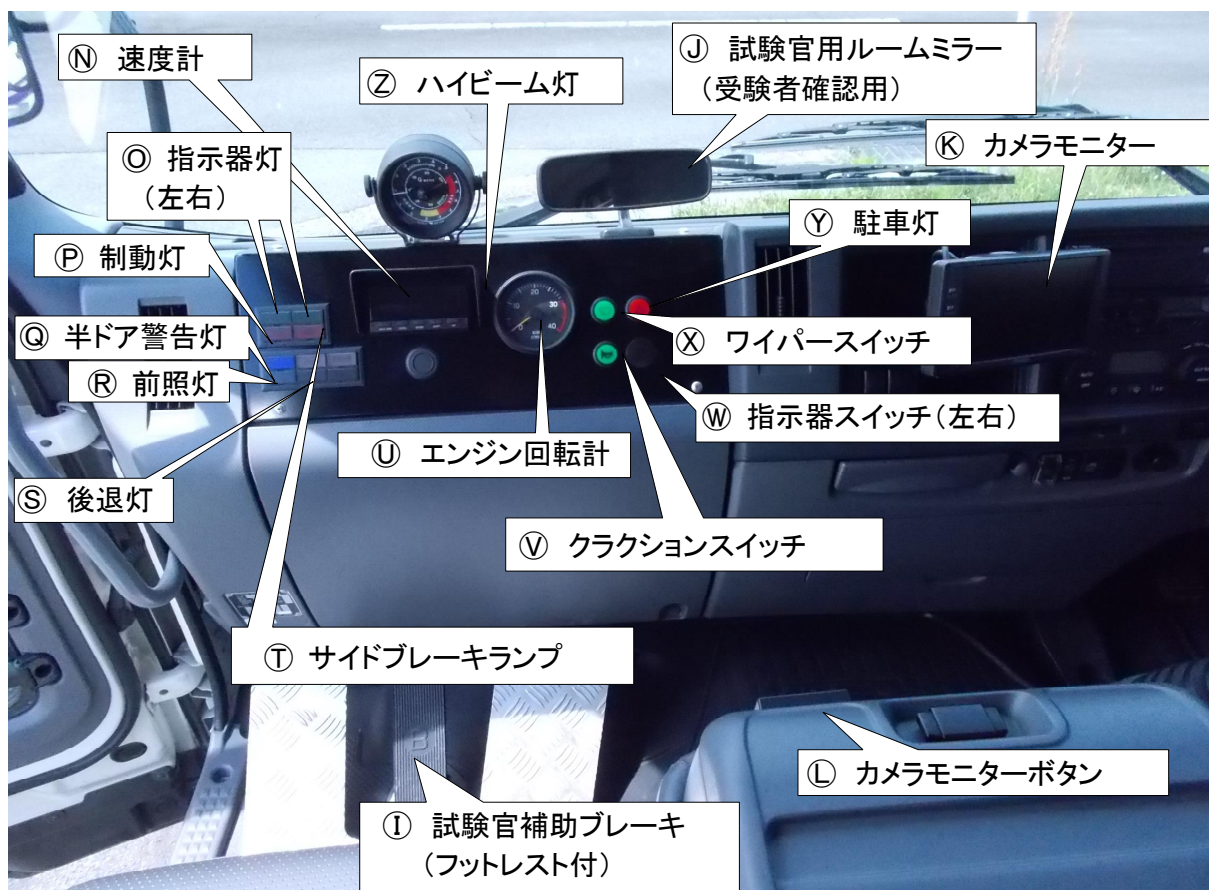 Ⓝ 速度計
Ⓩ ハイビーム灯
Ⓙ 試験官用ルームミラー
（受験者確認用）
Ⓞ 指示器灯
（左右）
Ⓚ カメラモニター
Ⓟ 制動灯
Ⓨ 駐車灯
Ⓠ 半ドア警告灯
Ⓡ 前照灯
Ⓧ ワイパースイッチ
Ⓦ 指示器スイッチ（左右）
Ⓤ エンジン回転計
Ⓢ 後退灯
Ⓥ クラクションスイッチ
Ⓣ サイドブレーキランプ
Ⓛ カメラモニターボタン
Ⓘ 試験官補助ブレーキ
（フットレスト付）
0
10
20
30
40